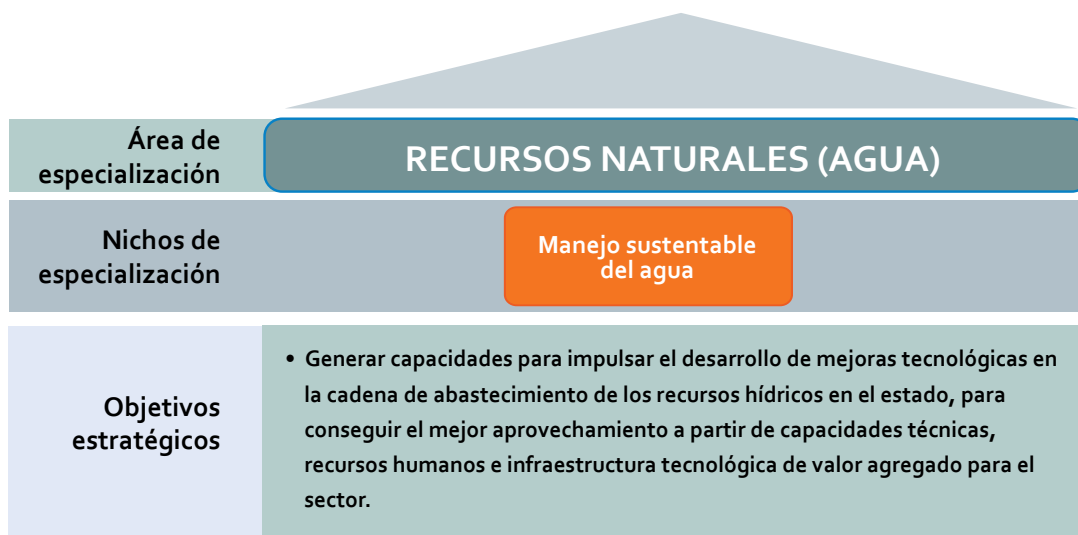 Área de
especialización
RECURSOS NATURALES (AGUA)
Nichos de
especialización
Manejo sustentable
del agua
Objetivos
estratégicos
• Generar capacidades para impulsar el desarrollo de mejoras tecnológicas en
la cadena de abastecimiento de los recursos hídricos en el estado, para
conseguir el mejor aprovechamiento a partir de capacidades técnicas,
recursos humanos e infraestructura tecnológica de valor agregado para el
sector.